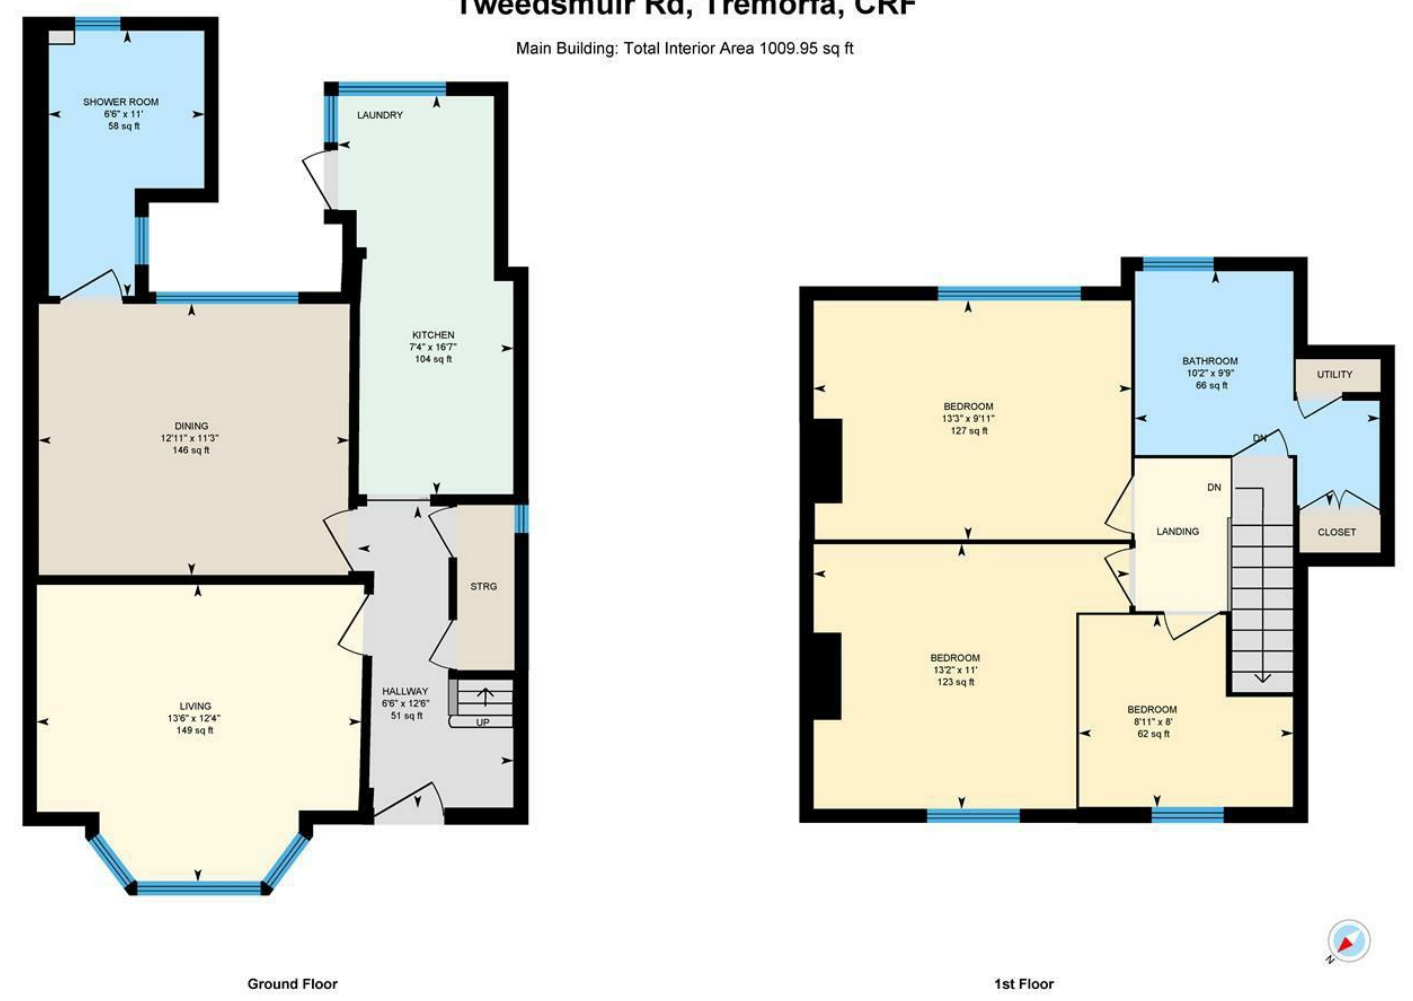 Tweedsmuir Rd, Tremorfa, CRF
Main Building: Total Interior Area 1009.95 sq ft
SHOWER ROOM
6'6" x 11'
58 sq ft
LAUNDRY
KITCHEN
7'4" x 16'7"
104 sq ft
DINING
12'11" x 11'3"
146 sq ft
STRG
LIVING
13'6" x 12'4"
149 sq ft
HALLWAY
6'6" x 12'6"
51 sq ft
UP
BEDROOM
13'3" x 9'11"
127 sq ft
BATHROOM
10'2" x 9'9"
66 sq ft
UTILITY
DN
DN
LANDING
CLOSET
BEDROOM
13'2" x 11'
123 sq ft
BEDROOM
8'11" x 8'
62 sq ft
N
Ground Floor
1st Floor